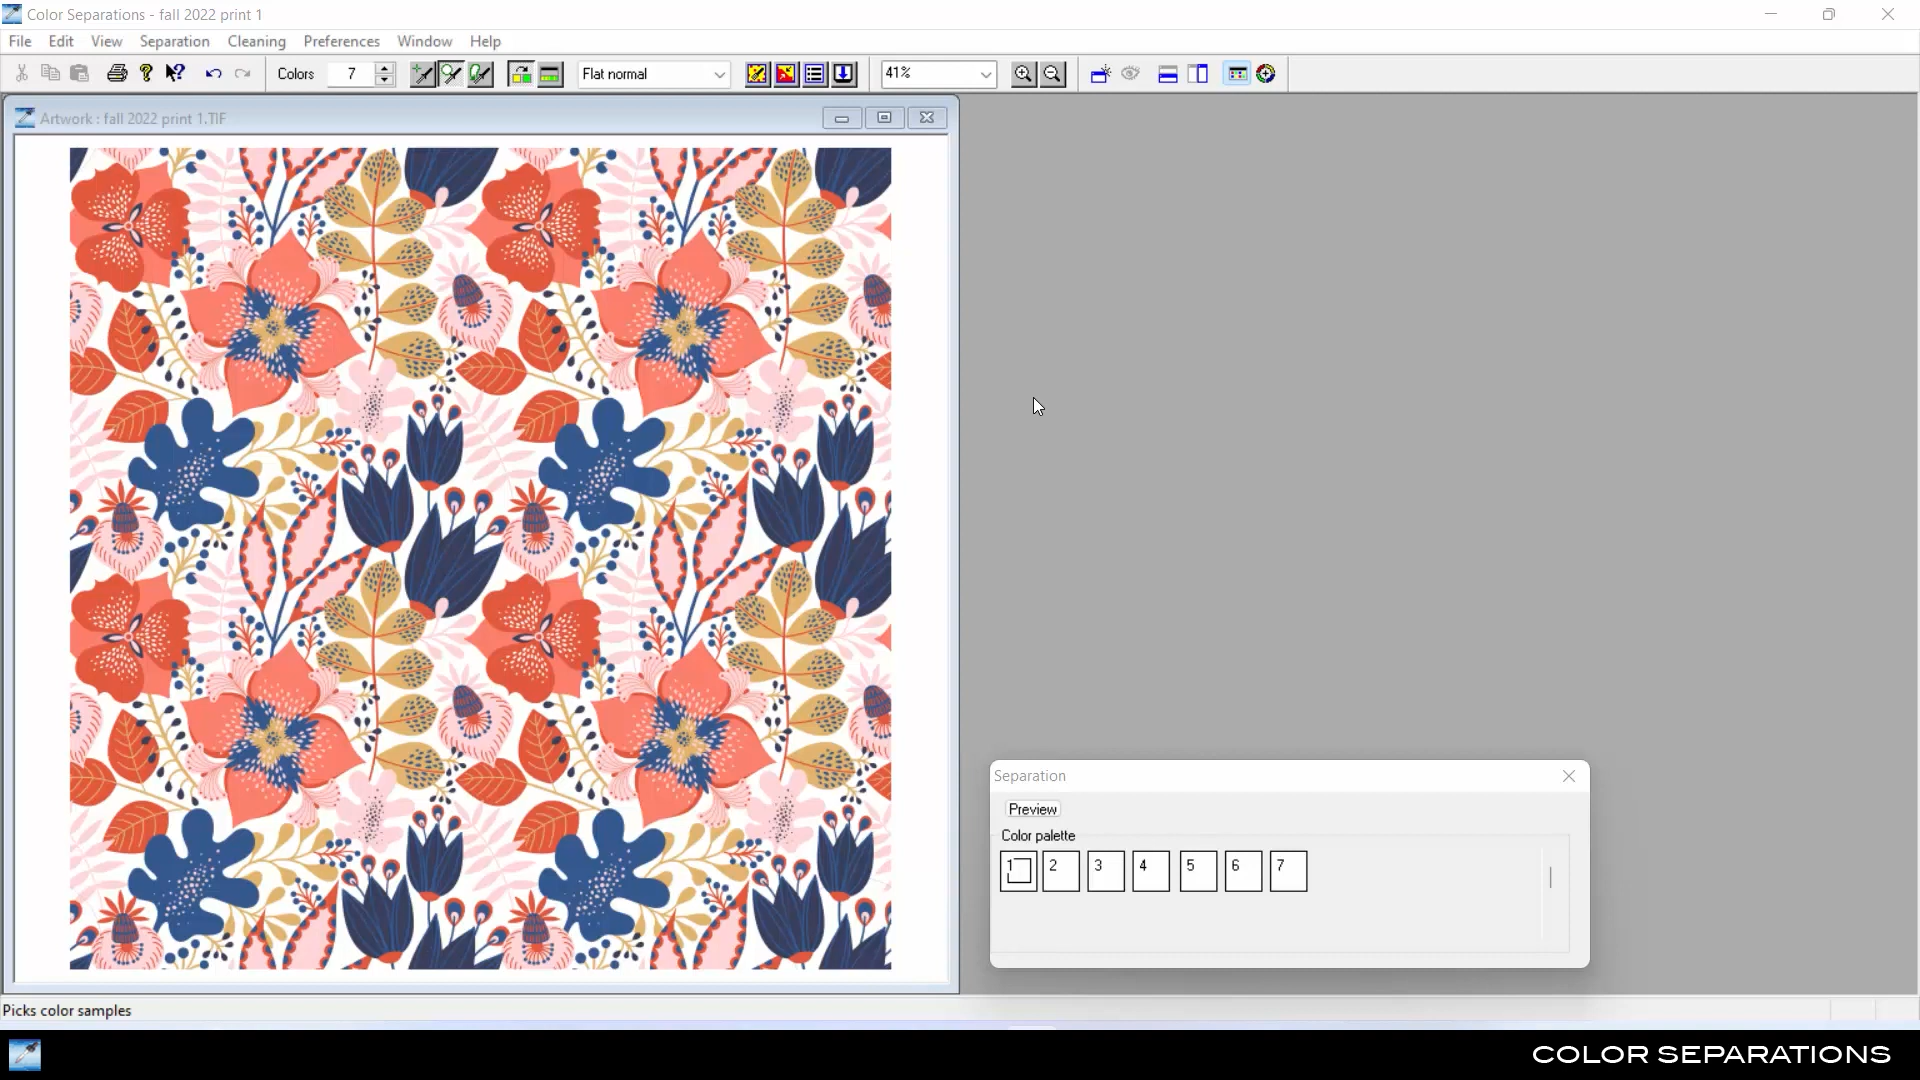 Color Separations - fall 2022 print 1
File Edit View Separation Cleaning Preferences Window Help
Colors 7 Flat normal 41%
Artwork : fall 2022 print 1.TIF
Separation
Preview
Color palette
1 2 3 4 5 6 7
Picks color samples
COLOR SEPARATIONS